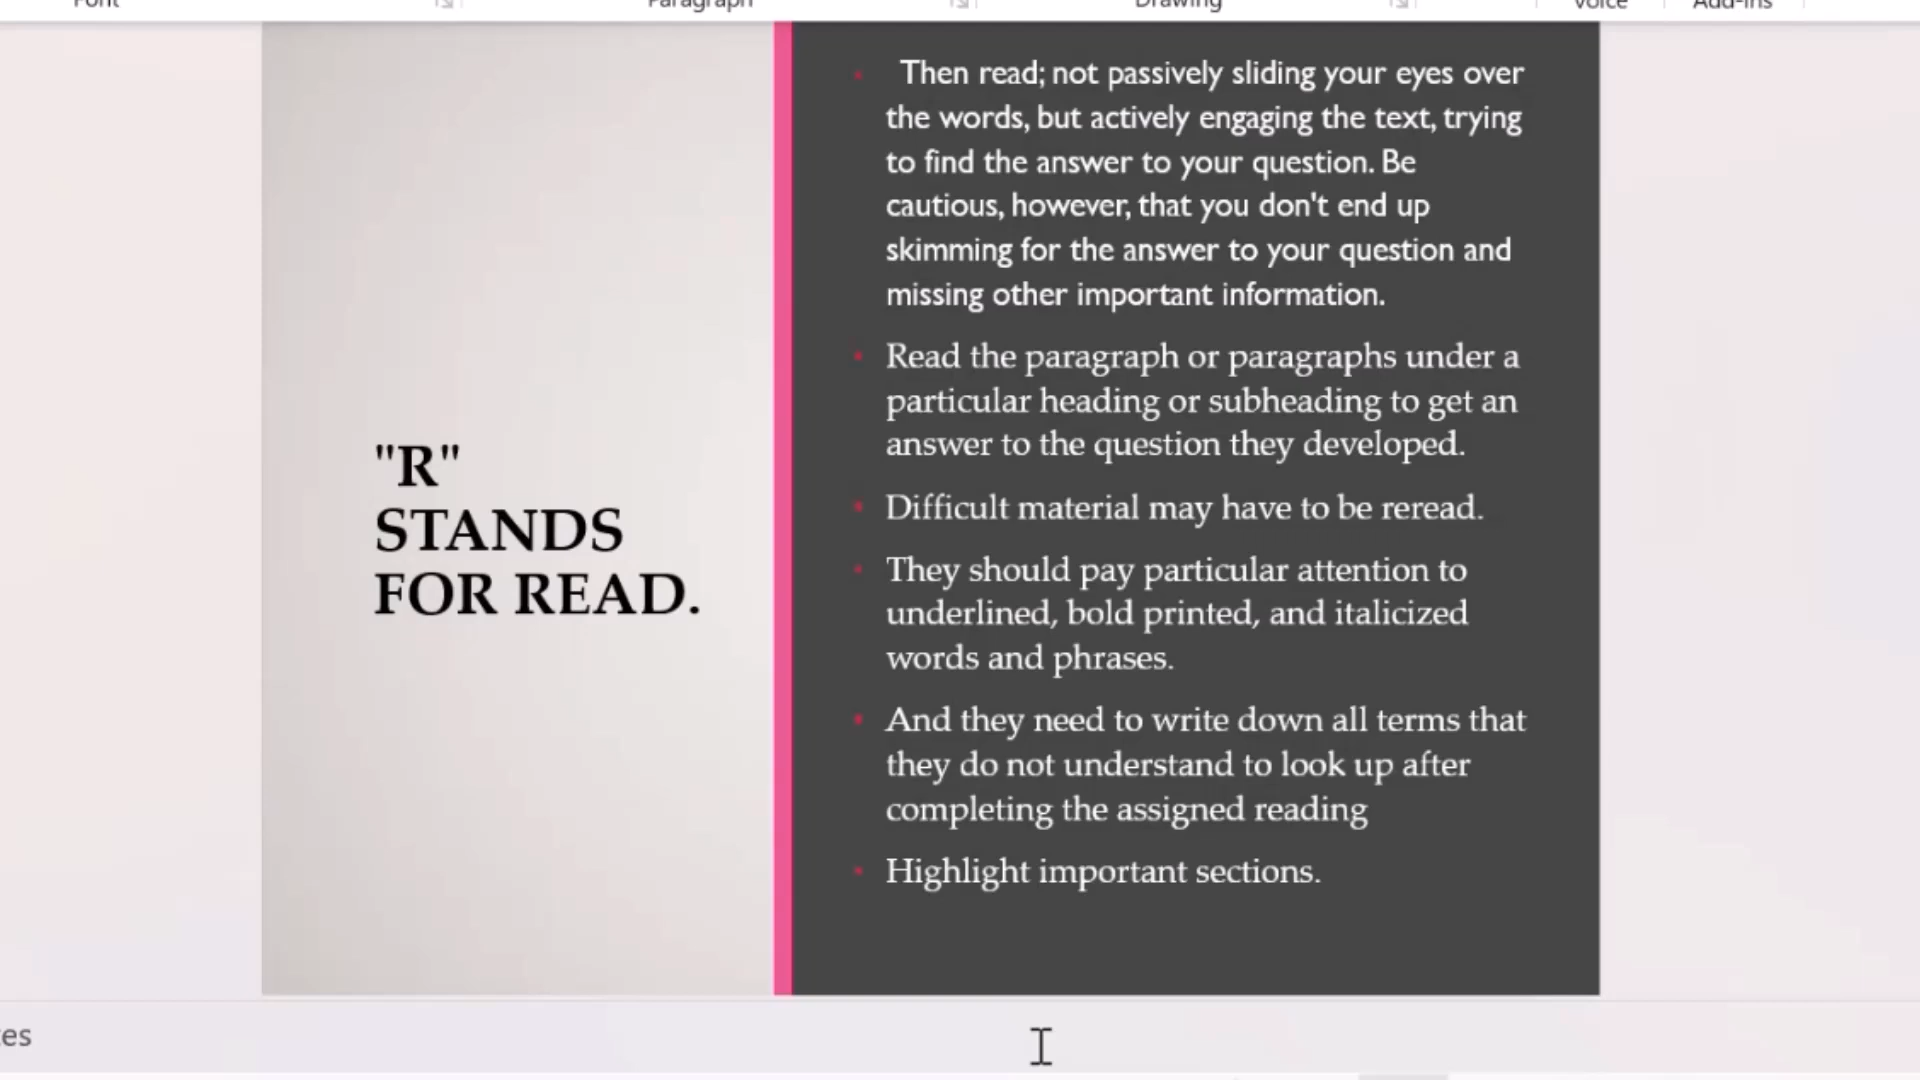 Font Paragraph Drawing Voice Add-ins
"R"
STANDS
FOR READ.
Then read; not passively sliding your eyes over
the words, but actively engaging the text, trying
to find the answer to your question. Be
cautious, however, that you don't end up
skimming for the answer to your question and
missing other important information.
Read the paragraph or paragraphs under a
particular heading or subheading to get an
answer to the question they developed.
Difficult material may have to be reread.
They should pay particular attention to
underlined, bold printed, and italicized
words and phrases.
And they need to write down all terms that
they do not understand to look up after
completing the assigned reading
Highlight important sections.